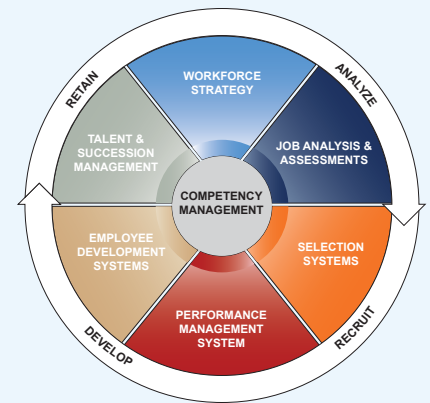 WORKFORCE
STRATEGY
ANALYZE
JOB ANALYSIS &
ASSESSMENTS
SELECTION
SYSTEMS
RECRUIT
PERFORMANCE
MANAGEMENT
SYSTEM
DEVELOP
EMPLOYEE
DEVELOPMENT
SYSTEMS
TALENT &
SUCCESSION
MANAGEMENT
RETAIN
COMPETENCY
MANAGEMENT